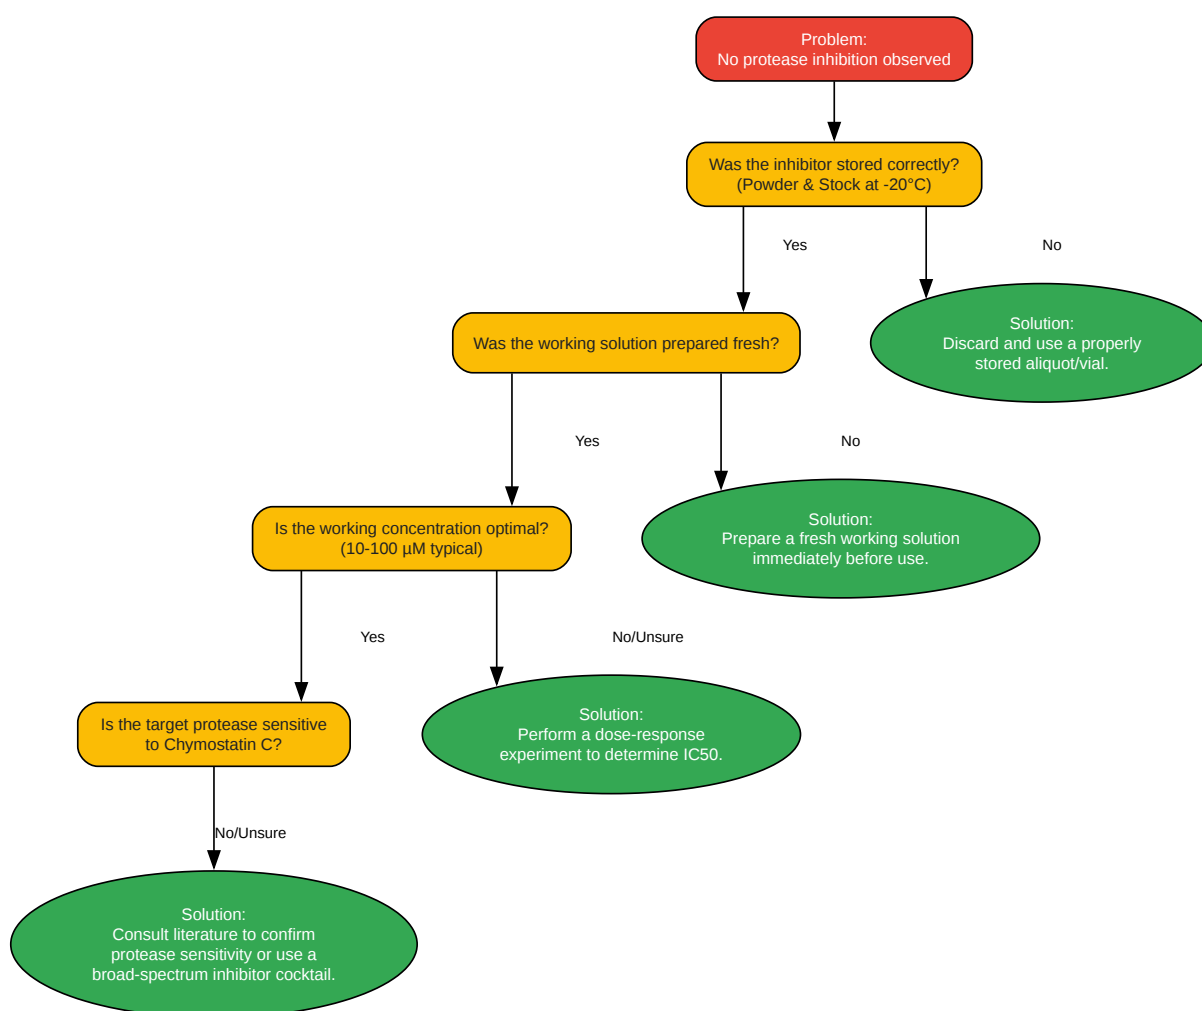 Problem:
No protease inhibition observed
Was the inhibitor stored correctly?
(Powder & Stock at -20°C)
Yes
No
Solution:
Discard and use a properly
stored aliquot/vial.
Was the working solution prepared fresh?
Yes
No
Solution:
Prepare a fresh working solution
immediately before use.
Is the working concentration optimal?
(10-100 µM typical)
Yes
No/Unsure
Solution:
Perform a dose-response
experiment to determine IC50.
Is the target protease sensitive
to Chymostatin C?
No/Unsure
Solution:
Consult literature to confirm
protease sensitivity or use a
broad-spectrum inhibitor cocktail.